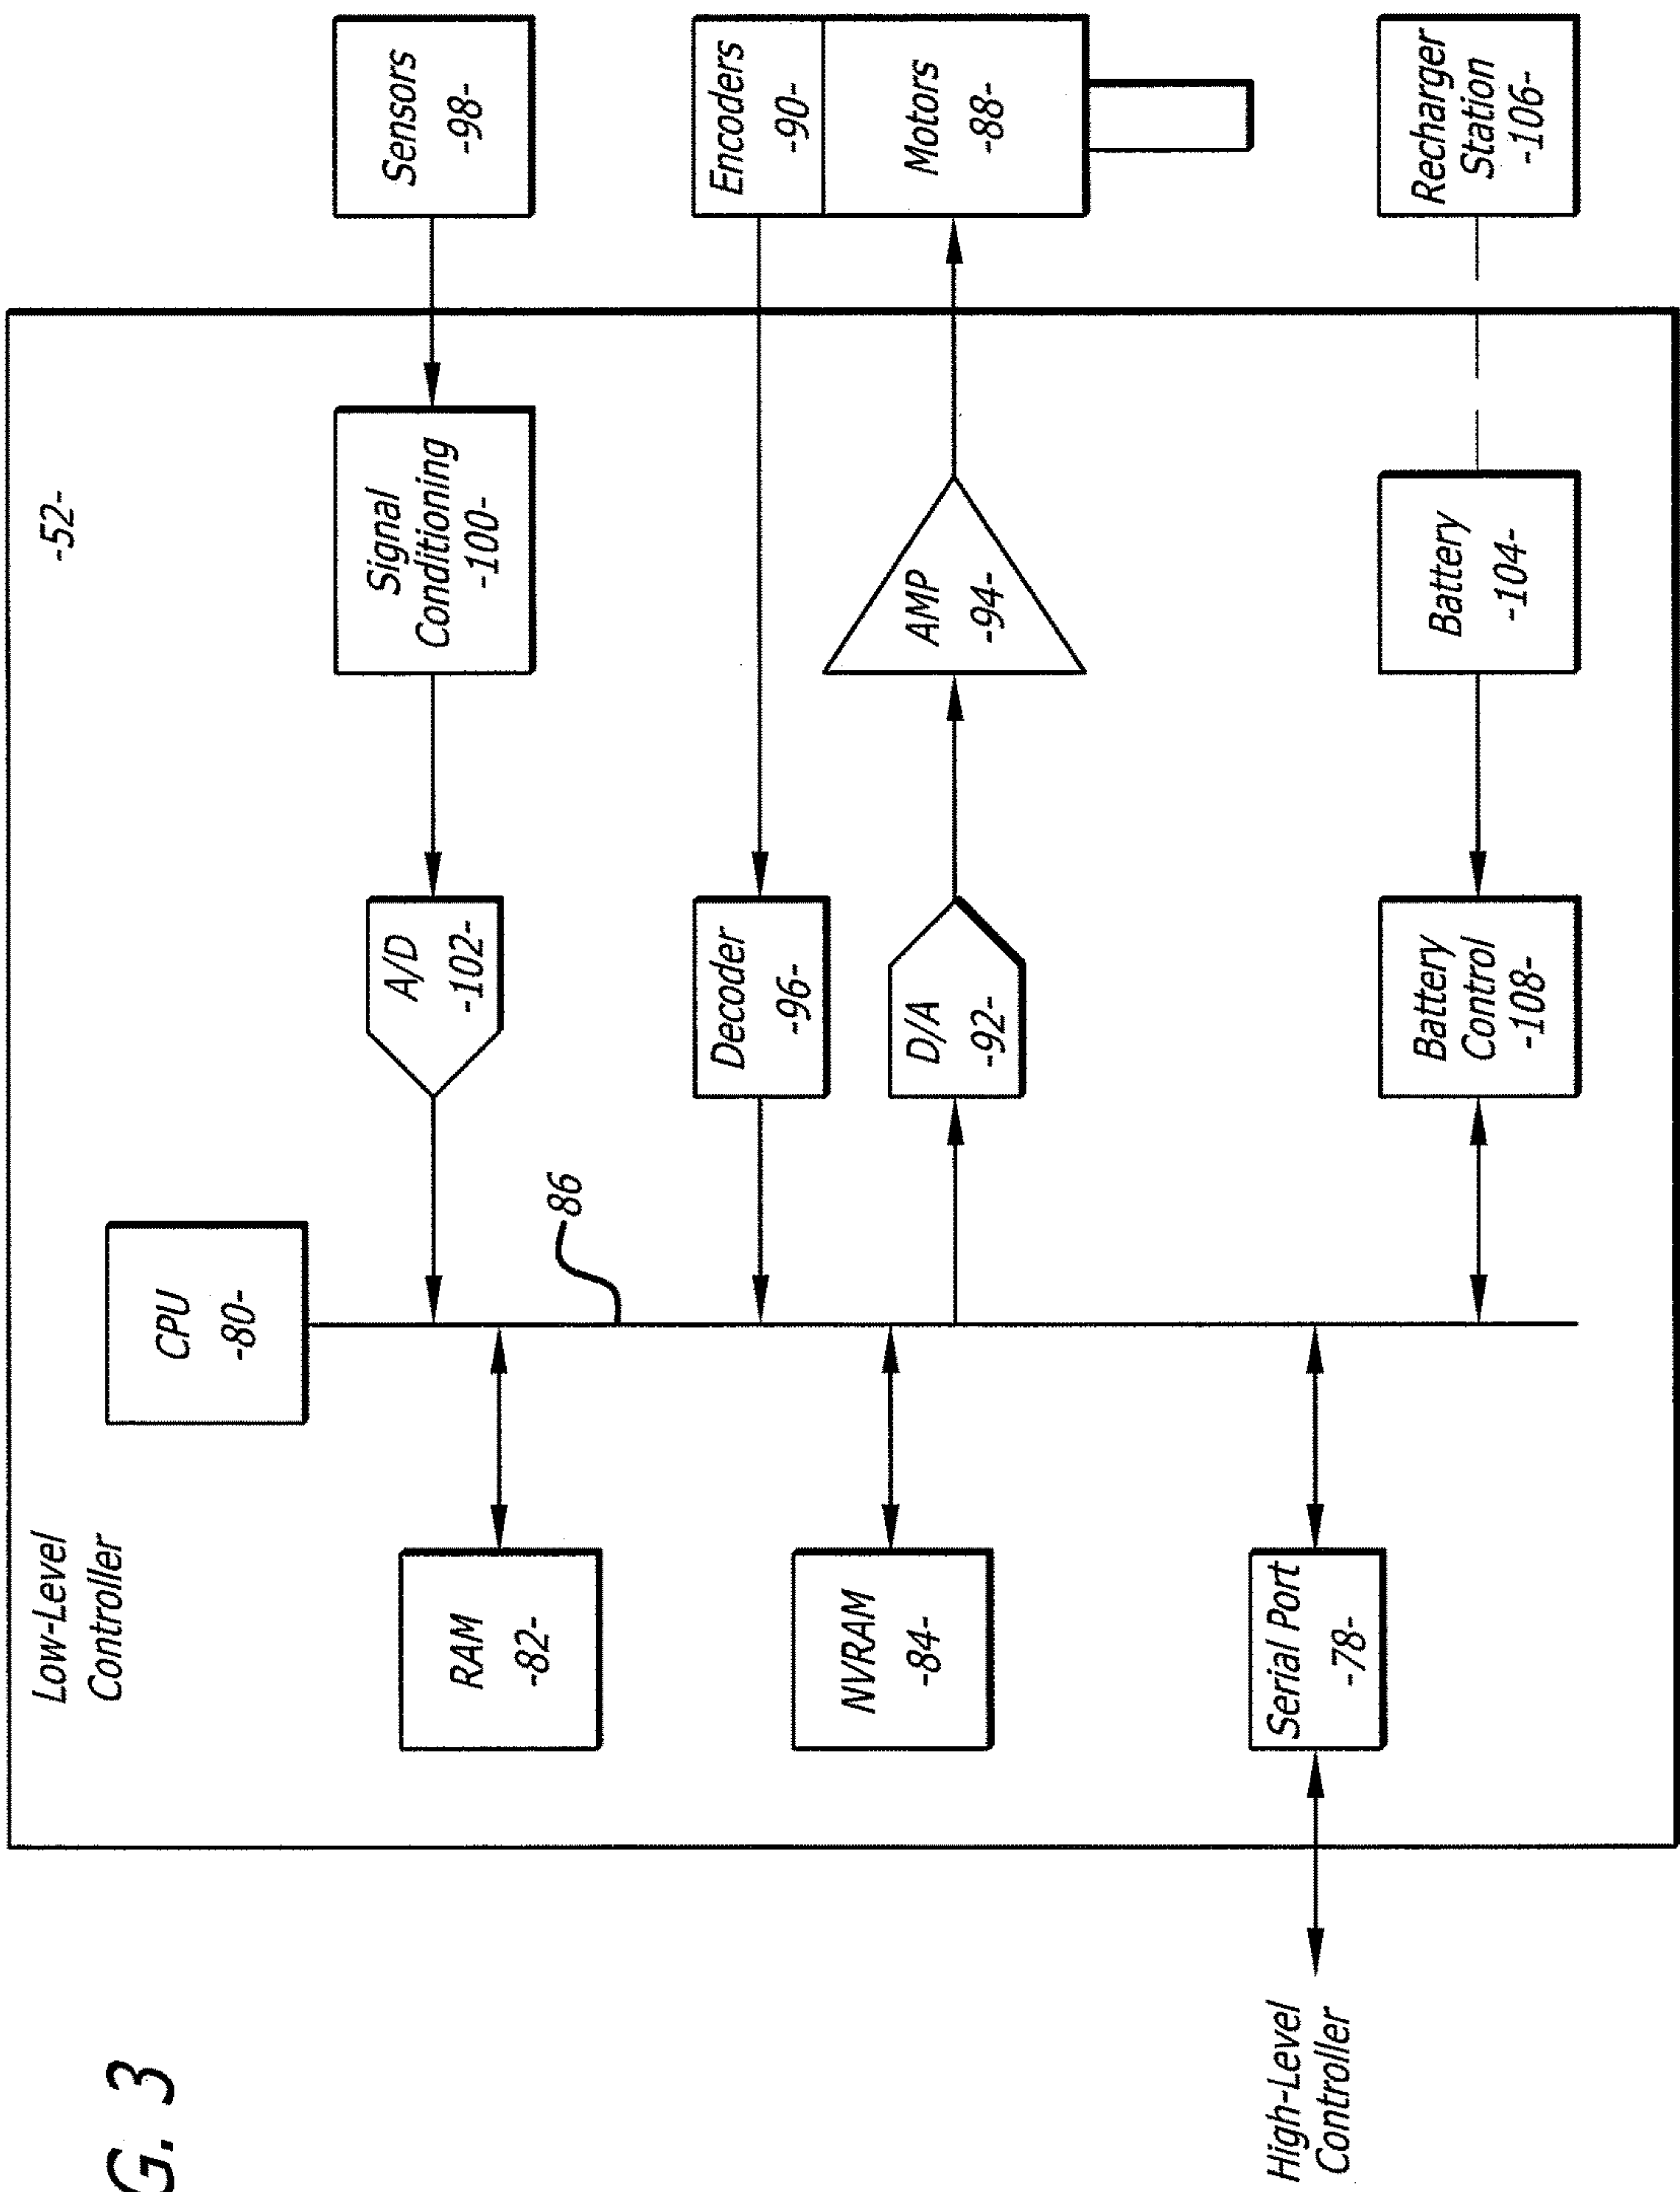 Low-Level
Controller
-52-
CPU
-80-
Sensors
-98-
Signal
Conditioning
-100-
A/D
-102-
RAM
-82-
86
Encoders
-90-
Decoder
-96-
Motors
-88-
AMP
-94-
D/A
-92-
NVRAM
-84-
Serial Port
-78-
High-Level
Controller
Battery
Control
-108-
Battery
-104-
Recharger
Station
-106-
G. 3